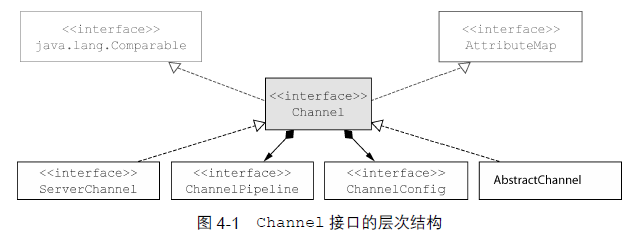 <<interface>>
java.lang.Comparable
<<interface>>
AttributeMap
<<interface>>
Channel
<<interface>>
ServerChannel
<<interface>>
ChannelPipeline
<<interface>>
ChannelConfig
AbstractChannel
图 4-1 Channel 接口的层次结构